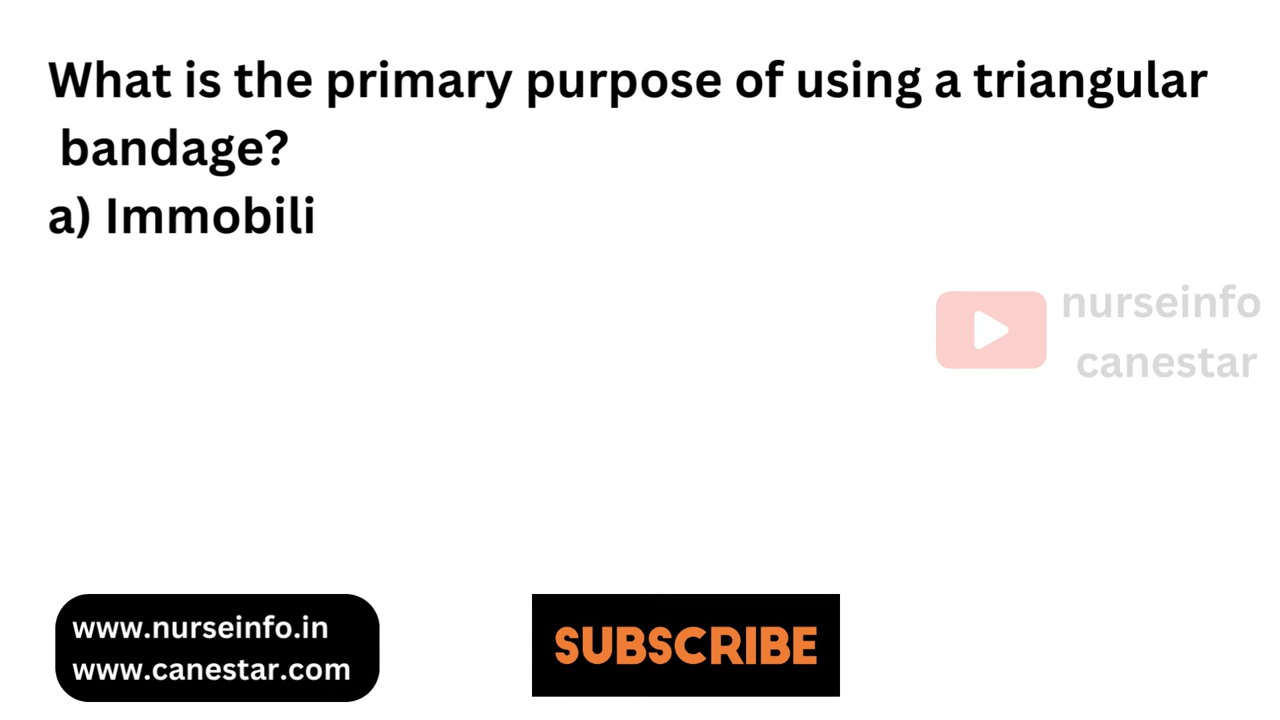 What is the primary purpose of using a triangular
bandage?
a) Immobili
nurseinfo
canestar
www.nurseinfo.in
www.canestar.com
SUBSCRIBE